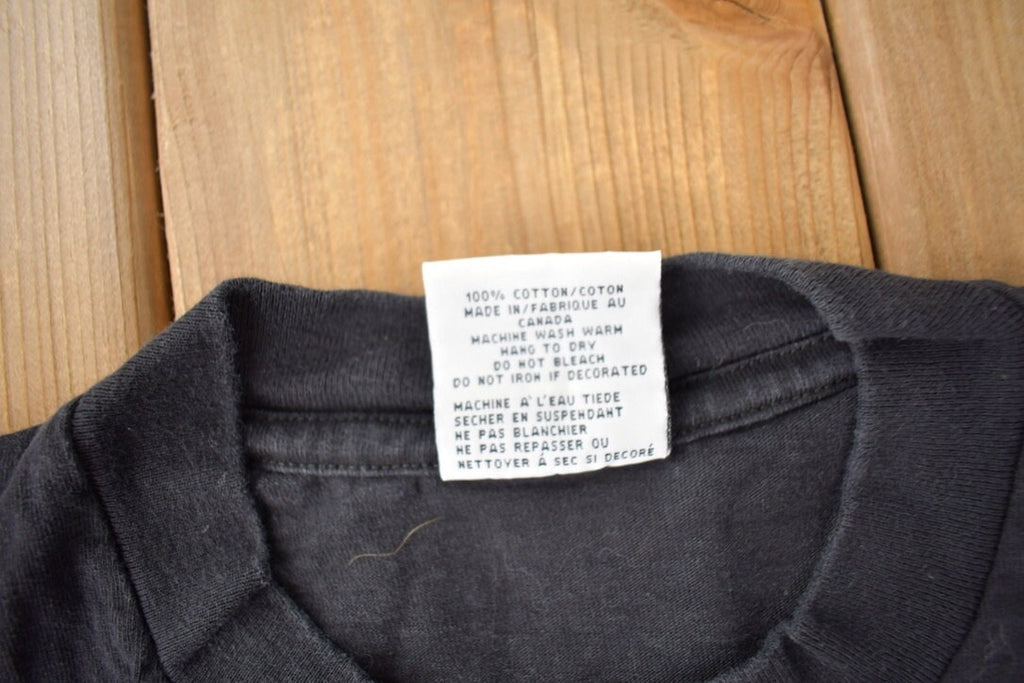 100% COTTON/COTON
MADE IN/FABRIQUE AU
CANADA
MACHINE WASH WARM
HANG TO DRY
DO NOT BLEACH
DO NOT IRON IF DECORATED
MACHINE A' L'EAU TIEDE
SECHER EN SUSPENDANT
NE PAS BLANCHIER
NE PAS REPASSER OU
NETTOYER Á SEC SI DECORÉ